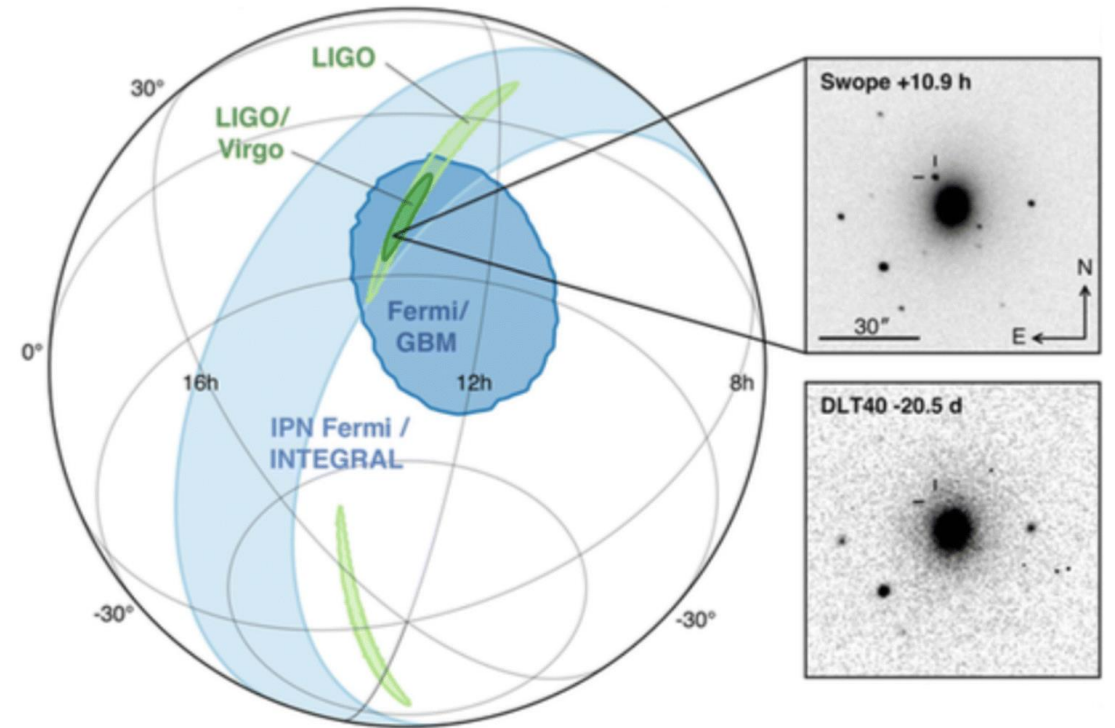 LIGO
30°
LIGO/
Virgo
0°
16h
12h
8h
Fermi/
GBM
IPN Fermi /
INTEGRAL
-30°
-30°
Swope +10.9 h
N
E
30″
DLT40 -20.5 d